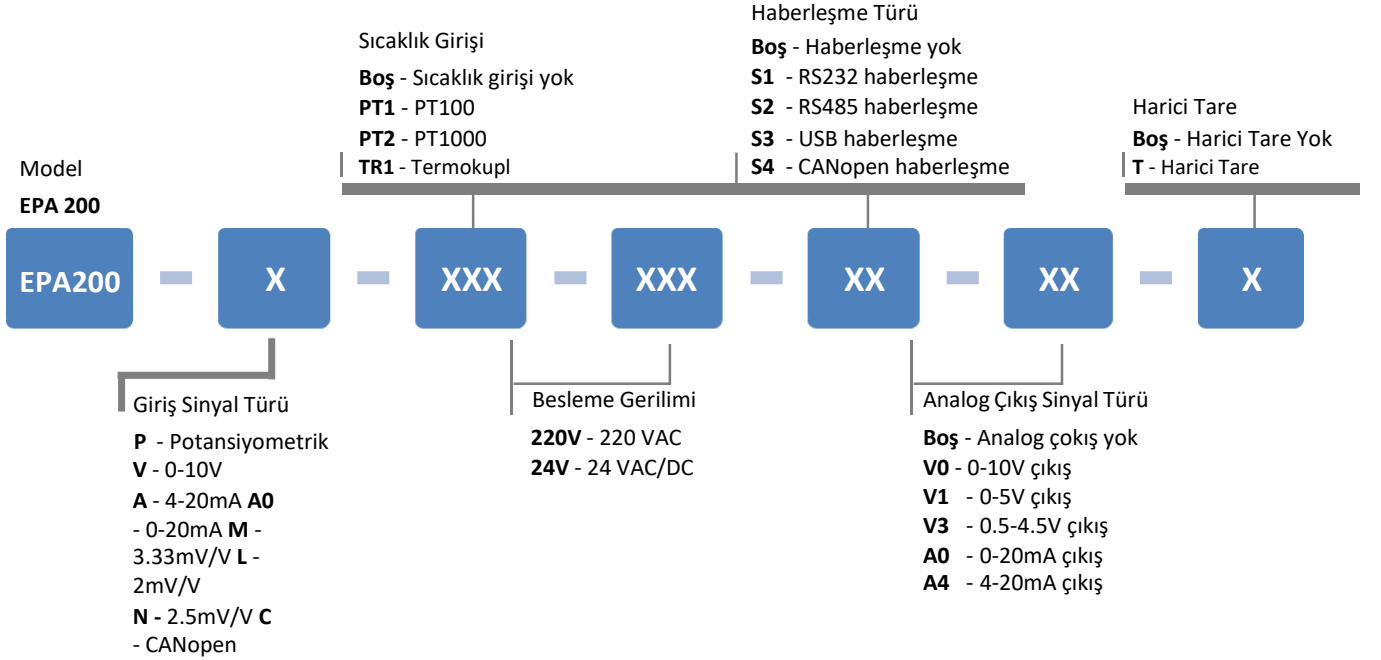 Haberleşme Türü
Boş - Haberleşme yok
S1 - RS232 haberleşme
S2 - RS485 haberleşme
S3 - USB haberleşme
S4 - CANopen haberleşme
Sıcaklık Girişi
Boş - Sıcaklık girişi yok
PT1 - PT100
PT2 - PT1000
TR1 - Termokupl
Harici Tare
Boş - Harici Tare Yok
T - Harici Tare
Model
EPA 200
EPA200 - X - XXX - XXX - XX - XX - X
Giriş Sinyal Türü
P - Potansiyometrik
V - 0-10V
A - 4-20mA A0
- 0-20mA M -
3.33mV/V L -
2mV/V
N - 2.5mV/V C
- CANopen
Besleme Gerilimi
220V - 220 VAC
24V - 24 VAC/DC
Analog Çıkış Sinyal Türü
Boş - Analog çokış yok
V0 - 0-10V çıkış
V1 - 0-5V çıkış
V3 - 0.5-4.5V çıkış
A0 - 0-20mA çıkış
A4 - 4-20mA çıkış